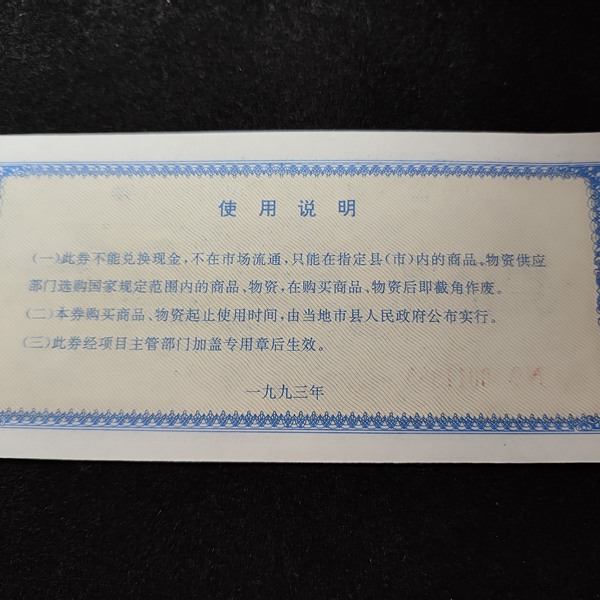 使用说明
(一)此券不能兑换现金,不在市场流通,只能在指定县(市)内的商品、物资供应
部门选购国家规定范围内的商品、物资,在购买商品、物资后即截角作废。
(二)本券购买商品、物资起止使用时间,由当地市县人民政府公布实行。
(三)此券经项目主管部门加盖专用章后生效。
一九九三年